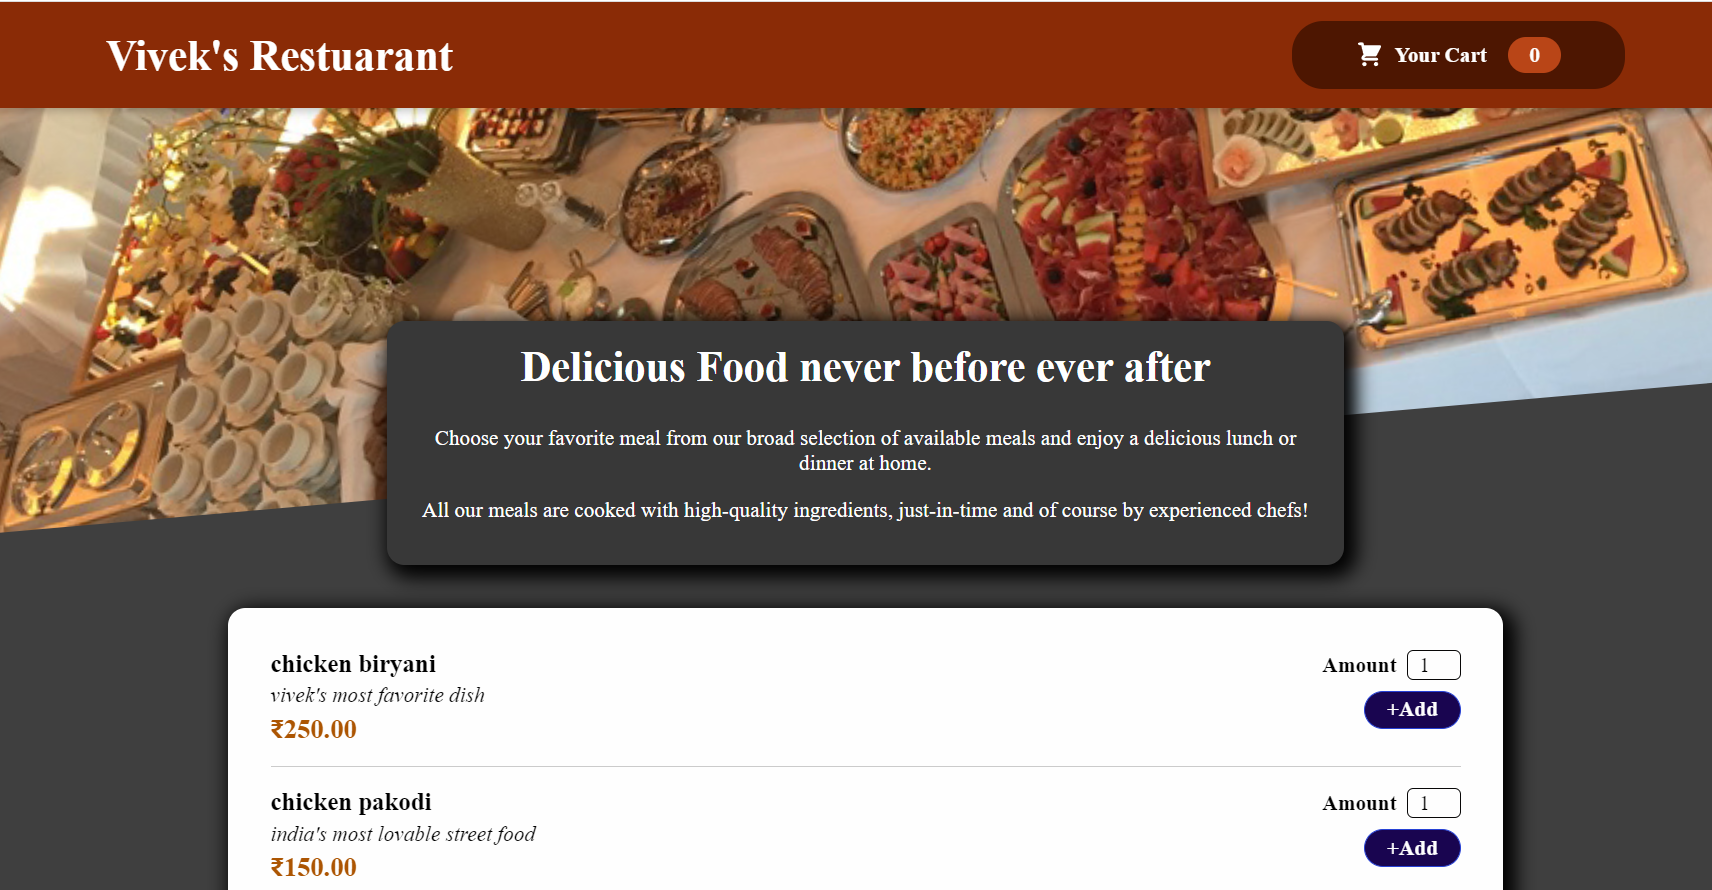 Vivek's Restuarant
Your Cart 0
Delicious Food never before ever after
Choose your favorite meal from our broad selection of available meals and enjoy a delicious lunch or
dinner at home.
All our meals are cooked with high-quality ingredients, just-in-time and of course by experienced chefs!
chicken biryani
vivek's most favorite dish
₹250.00
Amount 1
+Add
chicken pakodi
india's most lovable street food
₹150.00
Amount 1
+Add